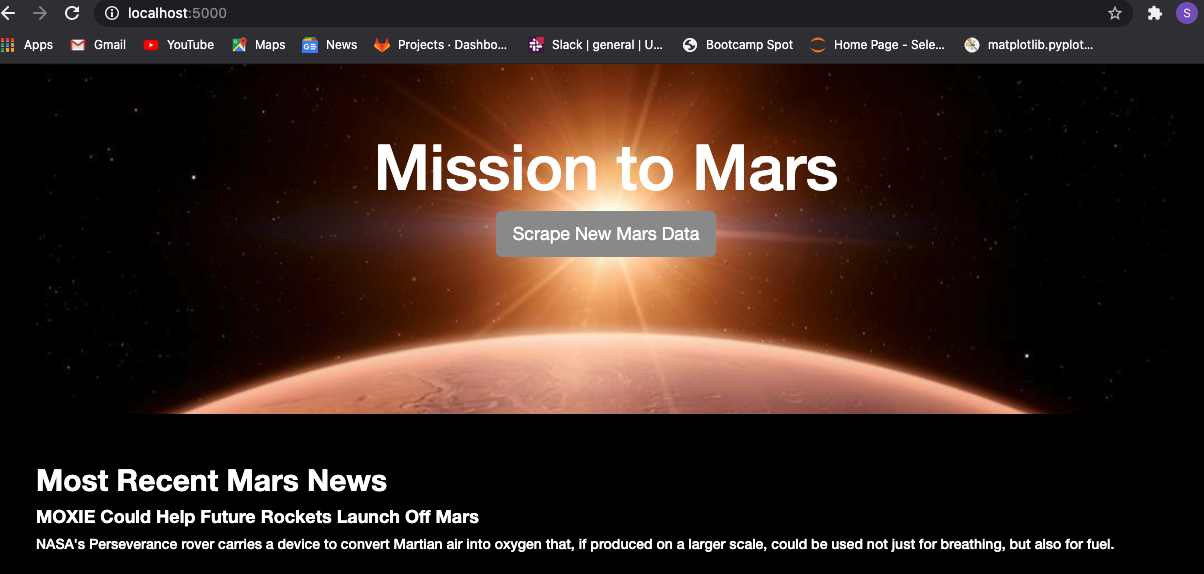 localhost:5000
S
Apps Gmail YouTube Maps News Projects · Dashbo... Slack | general | U... Bootcamp Spot Home Page - Sele... matplotlib.pyplot...
Mission to Mars
Scrape New Mars Data
Most Recent Mars News
MOXIE Could Help Future Rockets Launch Off Mars
NASA's Perseverance rover carries a device to convert Martian air into oxygen that, if produced on a larger scale, could be used not just for breathing, but also for fuel.